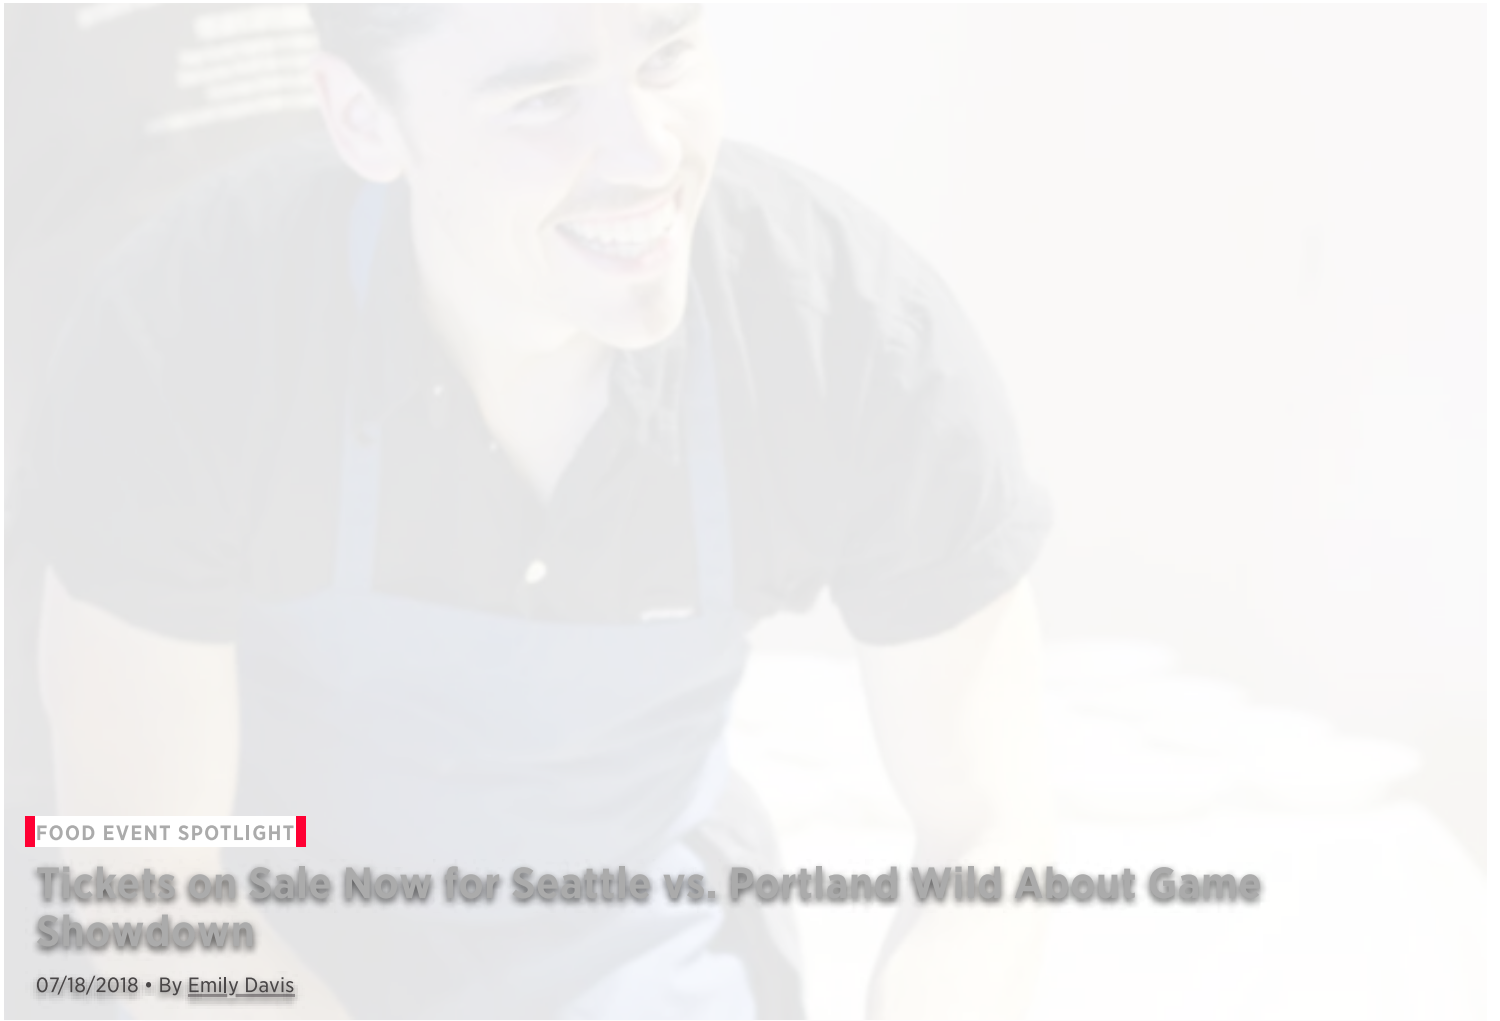 FOOD EVENT SPOTLIGHT
Tickets on Sale Now for Seattle vs. Portland Wild About Game
Showdown
07/18/2018 • By Emily Davis